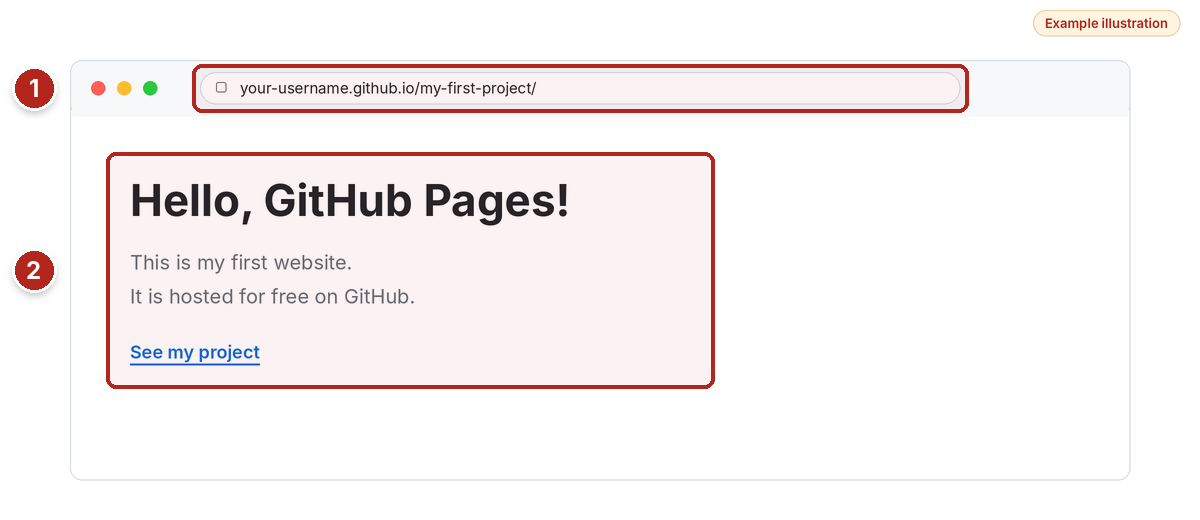 Example illustration
1
your-username.github.io/my-first-project/
2
Hello, GitHub Pages!
This is my first website.
It is hosted for free on GitHub.
See my project